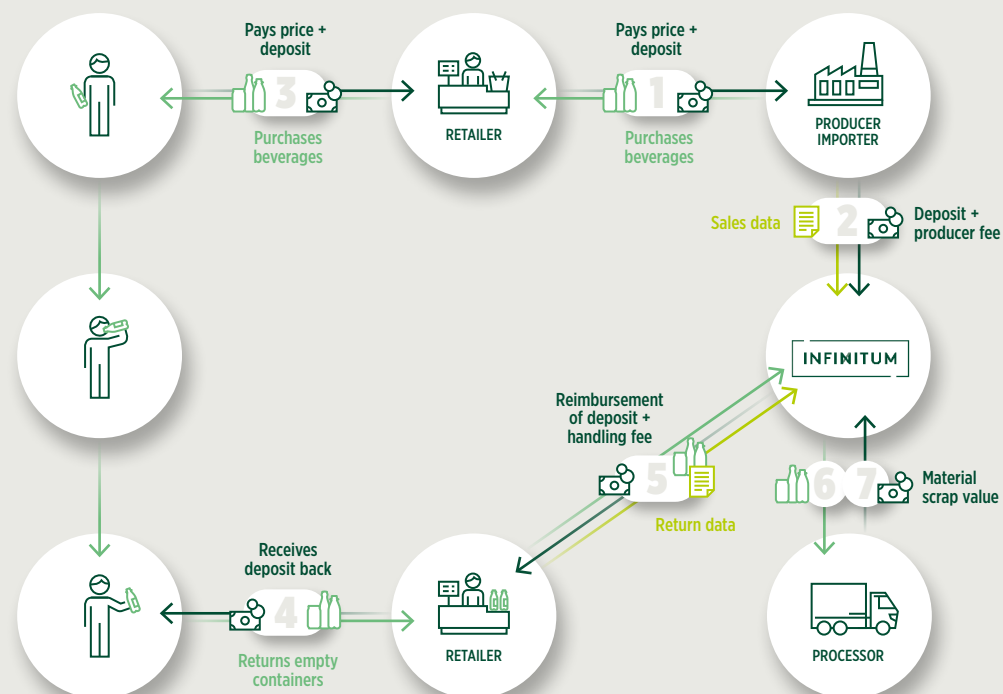 Pays price +
deposit
3
Purchases
beverages
RETAILER
Pays price +
deposit
1
Purchases
beverages
PRODUCER
IMPORTER
Sales data
2
Deposit +
producer fee
INFINITUM
Reimbursement
of deposit +
handling fee
5
Return data
6
7
Material
scrap value
Receives
deposit back
4
Returns empty
containers
RETAILER
PROCESSOR